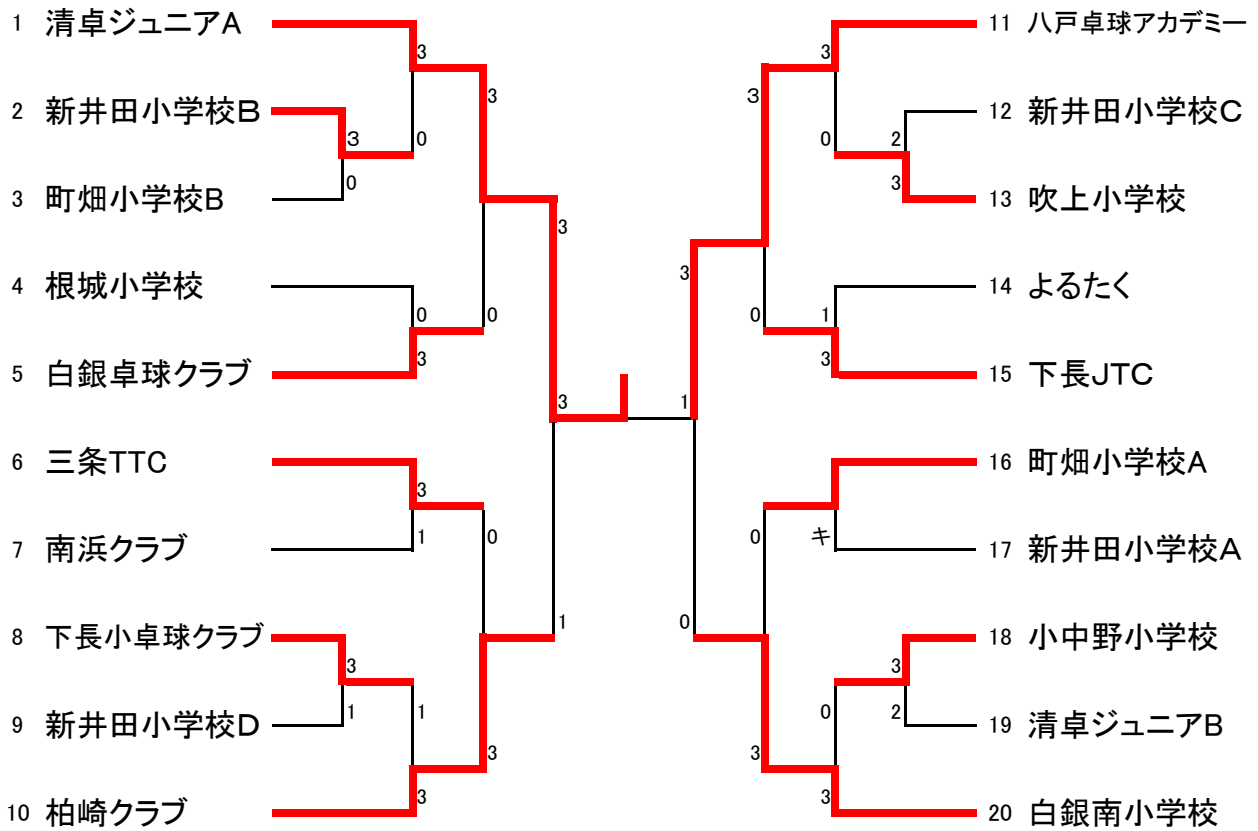 1 清卓ジュニアA
3
2 新井田小学校B
3
0
3
0
3 町畑小学校B
3
4 根城小学校
0
0
3
5 白銀卓球クラブ
3
6 三条TTC
3
1
0
7 南浜クラブ
8 下長小卓球クラブ
1
3
1
1
9 新井田小学校D
3
3
10 柏崎クラブ
11 八戸卓球アカデミー
3
3
12 新井田小学校C
0
2
3
13 吹上小学校
3
14 よるたく
0
1
3
15 下長JTC
1
16 町畑小学校A
0
キ
17 新井田小学校A
0
18 小中野小学校
3
0
2
19 清卓ジュニアB
3
3
20 白銀南小学校